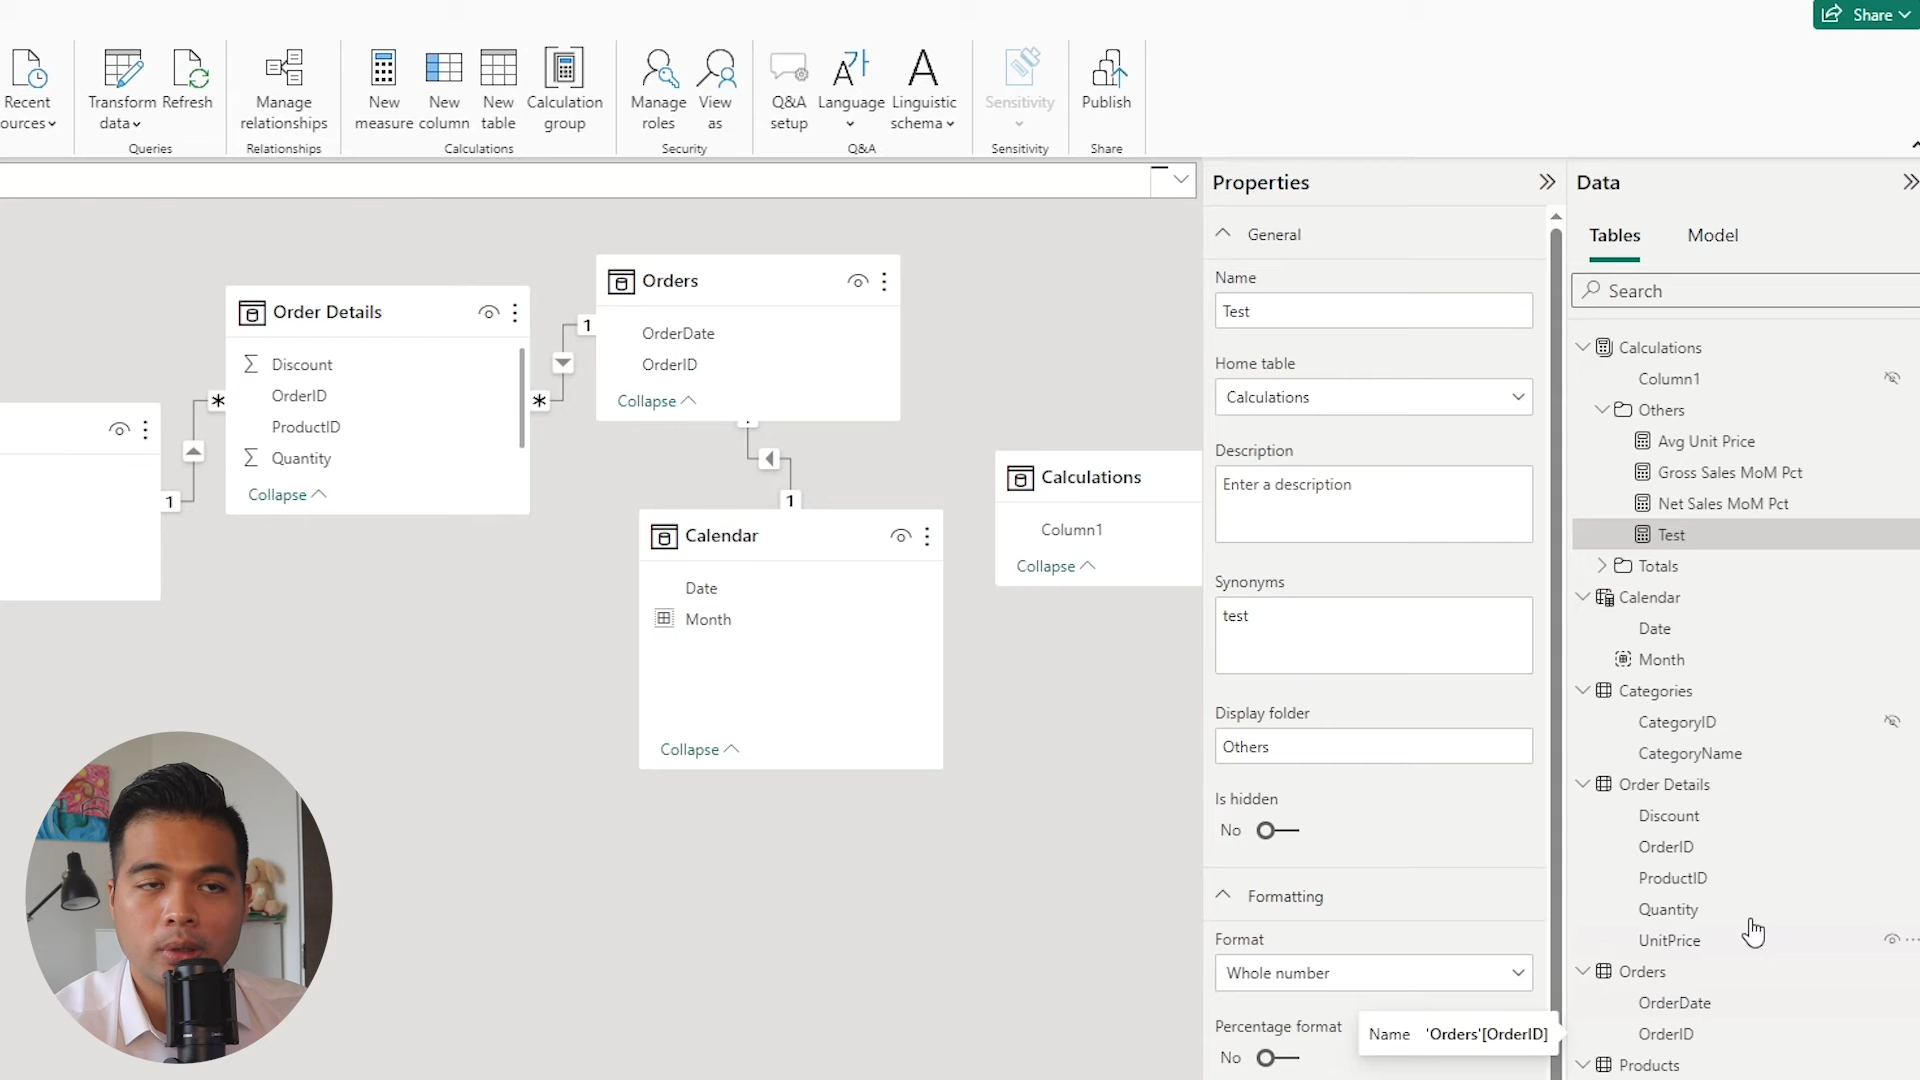 Share
Recent
ources
Transform
data
Refresh
Manage
relationships
New
measure
New
column
New
table
Calculation
group
Manage
roles
View
as
Q&A
setup
Language
Linguistic
schema
Sensitivity
Publish
Queries
Relationships
Calculations
Security
Q&A
Sensitivity
Share
Order Details
Discount
OrderID
ProductID
Quantity
Collapse
Orders
OrderDate
OrderID
Collapse
1
*
*
1
1
Calendar
Date
Month
Collapse
Calculations
Column1
Collapse
Properties
General
Name
Test
Home table
Calculations
Description
Enter a description
Synonyms
test
Display folder
Others
Is hidden
No
Formatting
Format
Whole number
Percentage format
No
Name 'Orders'[OrderID]
Data
Tables Model
Search
Calculations
Column1
Others
Avg Unit Price
Gross Sales MoM Pct
Net Sales MoM Pct
Test
Totals
Calendar
Date
Month
Categories
CategoryID
CategoryName
Order Details
Discount
OrderID
ProductID
Quantity
UnitPrice
Orders
OrderDate
OrderID
Products